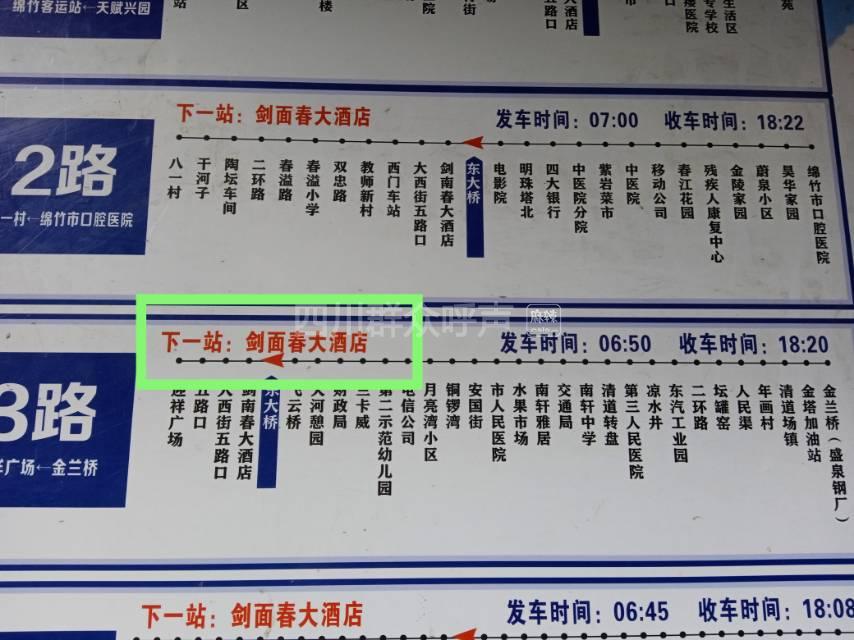 绵竹客运站←天赋兴园
下一站：剑面春大酒店
发车时间：07:00
收车时间：18:22
2路
一村←绵竹市口腔医院
八一村
干河子
陶坛车间
二环路
春溢路
春溢小学
双忠路
教师新村
西门车站
大西街五路口
剑南春大酒店
东大桥
电影院
明珠塔北
四大银行
中医院分院
紫岩菜市
中医院
移动公司
春江花园
残疾人康复中心
金陵家园
蔚泉小区
昊华家园
绵竹市口腔医院
四川群众呼声
麻辣
下一站：剑面春大酒店
发车时间：06:50
收车时间：18:20
3路
羊广场←金兰桥
迎祥广场
五路口
大西街五路口
剑南春大酒店
东大桥
飞云桥
大河憩园
财政局
兰卡威
第二示范幼儿园
电信公司
月亮湾小区
铜锣湾
安国街
市人民医院
水果市场
南轩雅居
交通局
南轩中学
清道转盘
第三人民医院
凉水井
东汽工业园
二环路
坛罐窑
人民渠
年画村
清道场镇
金塔加油站
金兰桥（盛泉钢厂）
下一站：剑面春大酒店
发车时间：06:45
收车时间：18:08